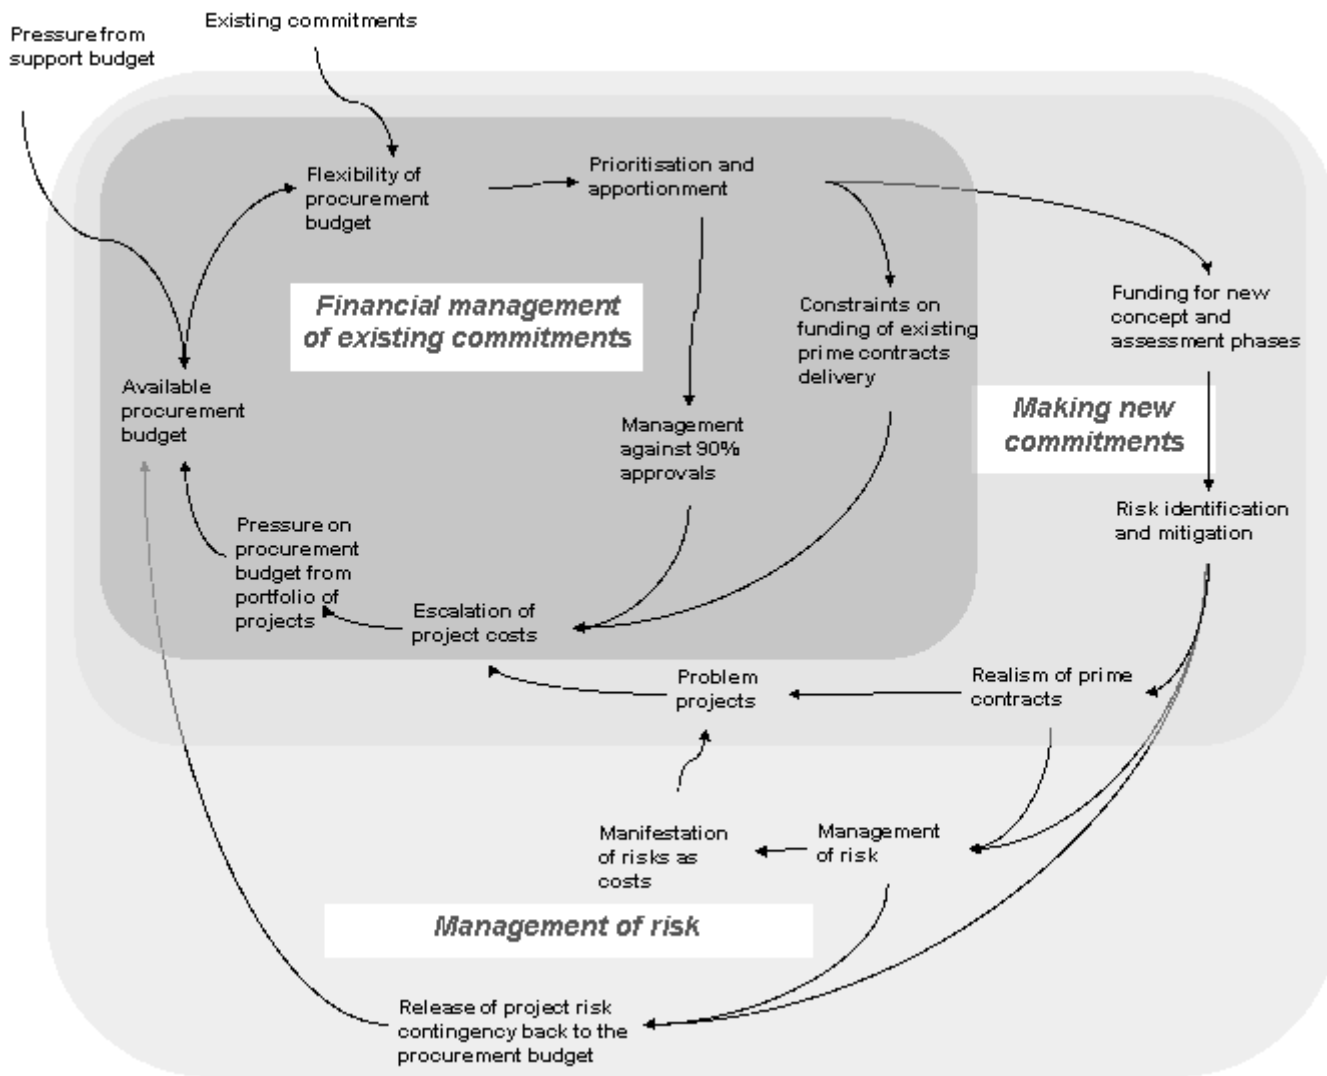 Existing commitments
Pressure from
support budget
Flexibility of
procurement
budget
Prioritisation and
apportionment
Financial management
of existing commitments
Constraints on
funding of existing
prime contracts
delivery
Funding for new
concept and
assessment phases
Available
procurement
budget
Management
against 90%
approvals
Making new
commitments
Pressure on
procurement
budget from
portfolio of
projects
Risk identification
and mitigation
Escalation of
project costs
Problem
projects
Realism of prime
contracts
Manifestation
of risks as
costs
Management
of risk
Management of risk
Release of project risk
contingency back to the
procurement budget